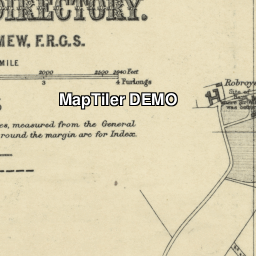 DIRECTORY.
MEW, F.R.G.S.
MILE
2000 2500 2640 Feet
3 4 Furlongs
MapTiler DEMO
es, measured from the General
round the margin are for Index.
Robroys
H